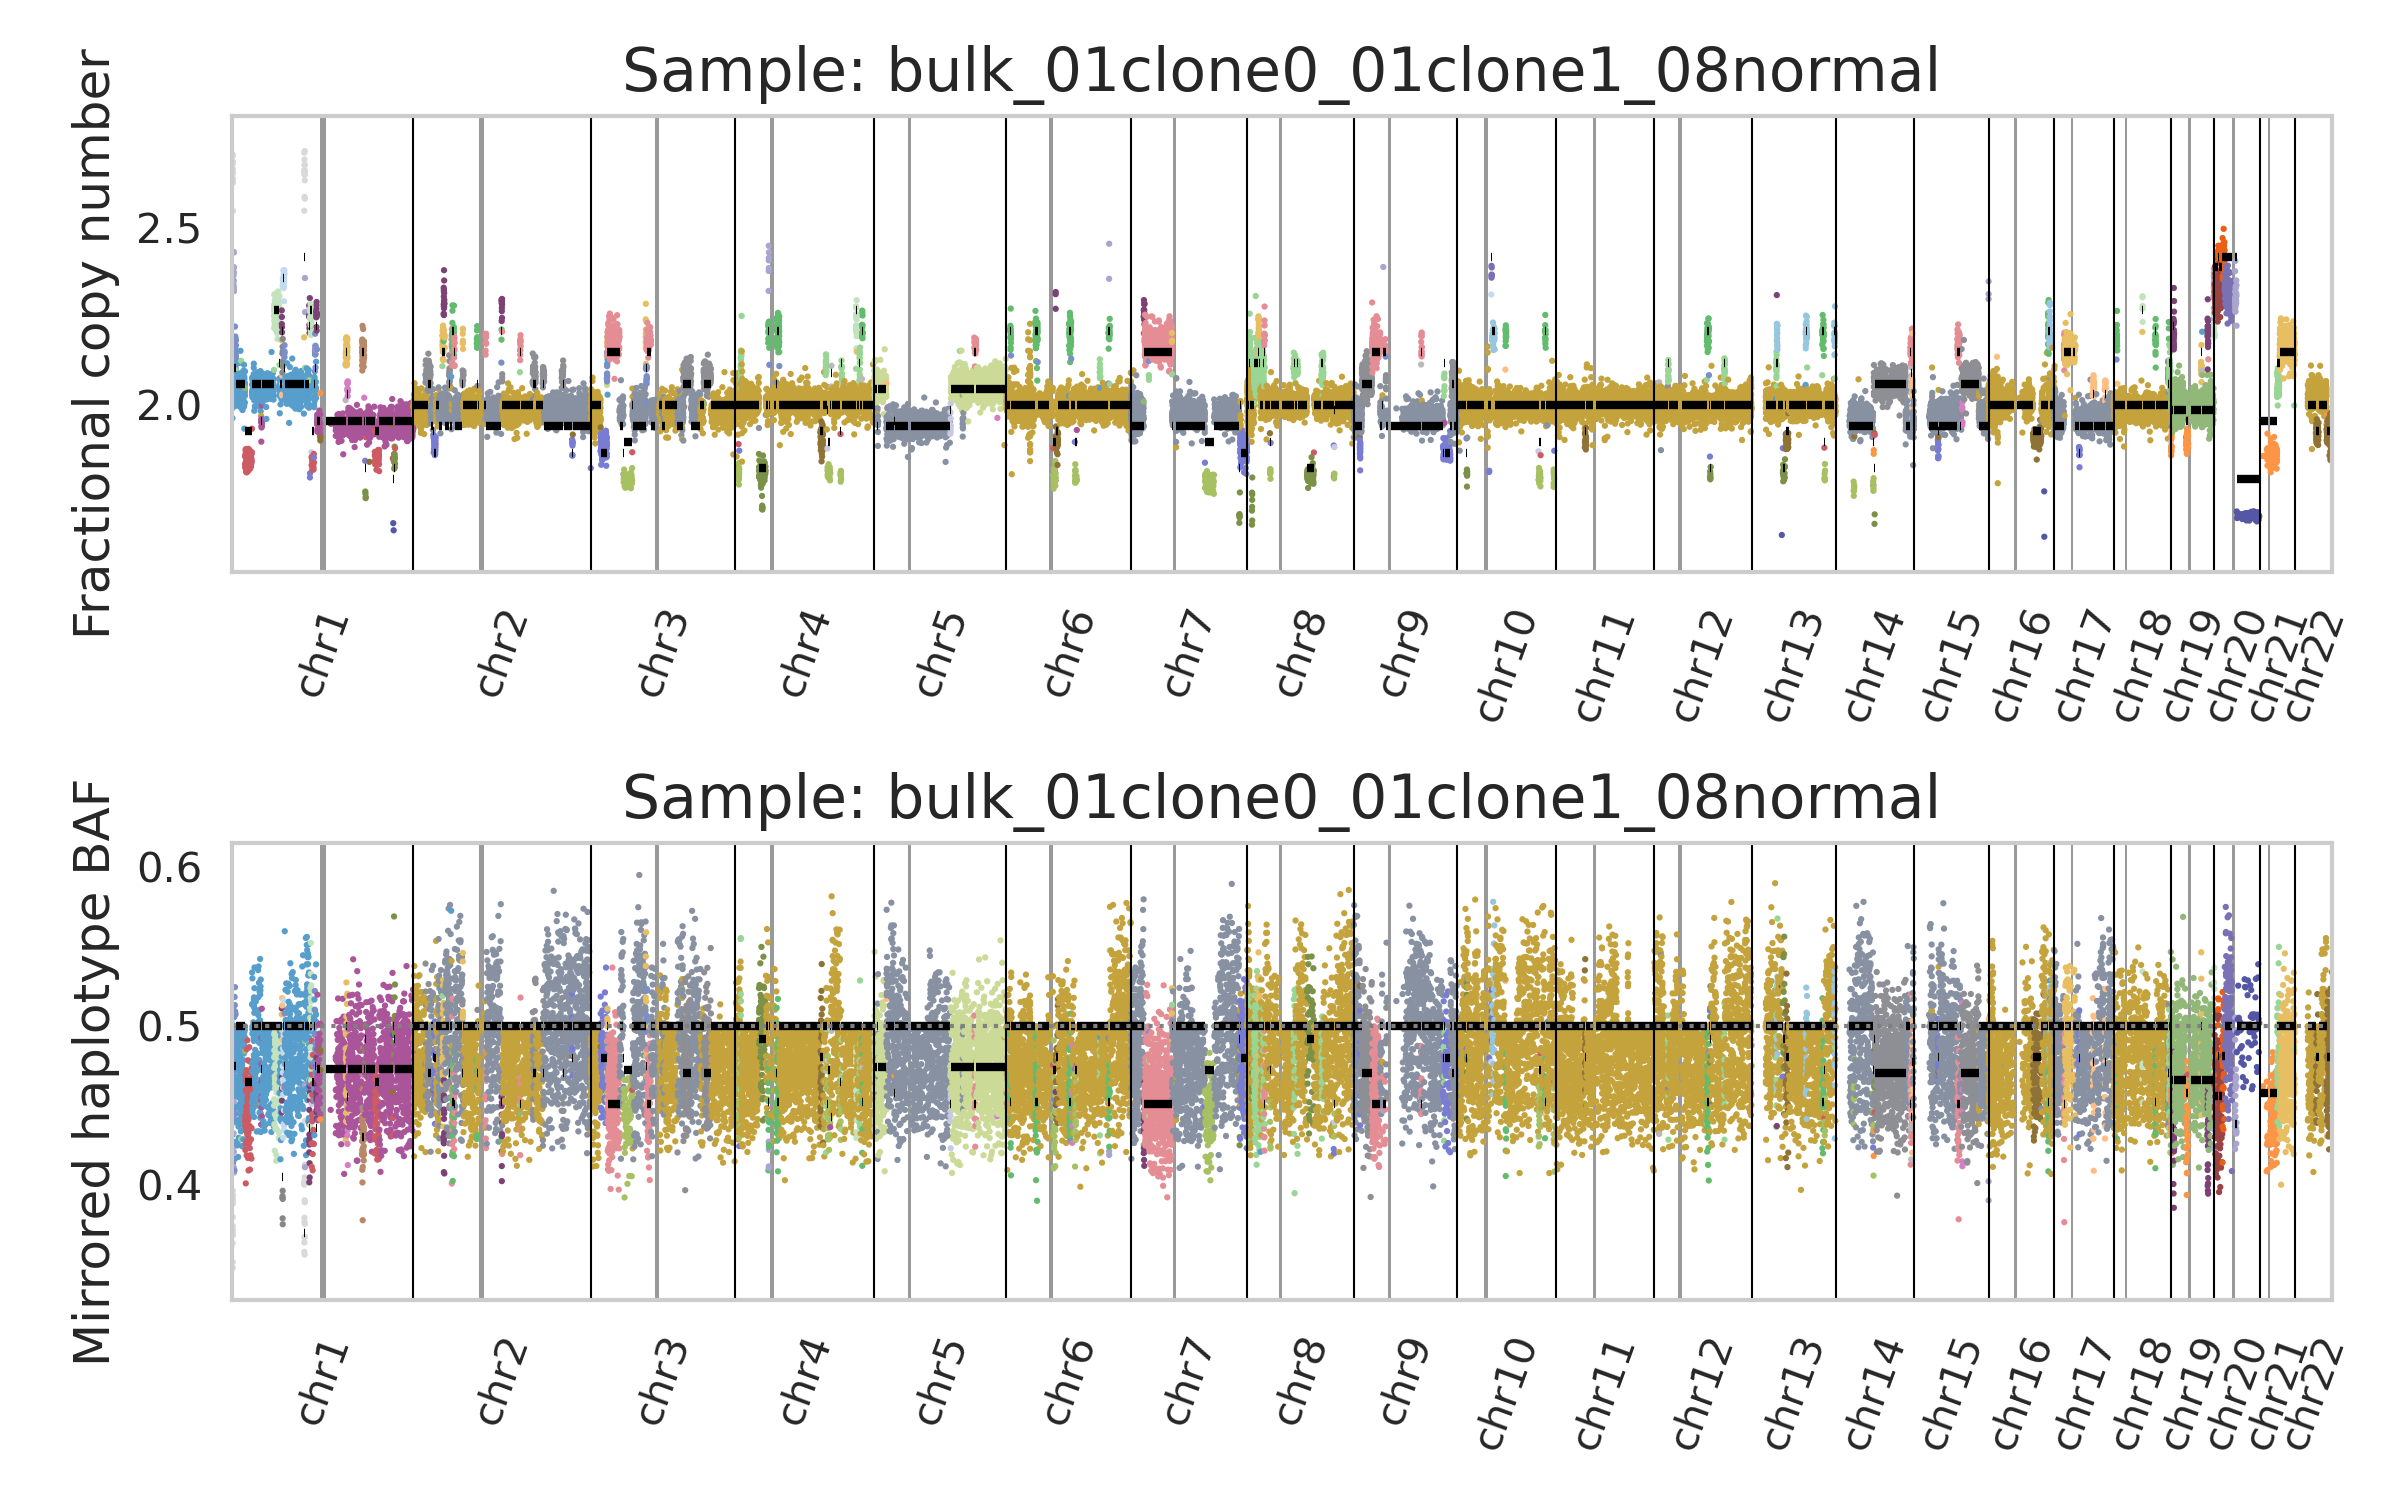 Sample: bulk_01clone0_01clone1_08normal
Fractional copy number
2.5
2.0
chr1 chr2 chr3 chr4 chr5 chr6 chr7 chr8 chr9 chr10 chr11 chr12 chr13 chr14 chr15 chr16 chr17 chr18 chr19 chr20 chr21 chr22
Sample: bulk_01clone0_01clone1_08normal
Mirrored haplotype BAF
0.6
0.5
0.4
chr1 chr2 chr3 chr4 chr5 chr6 chr7 chr8 chr9 chr10 chr11 chr12 chr13 chr14 chr15 chr16 chr17 chr18 chr19 chr20 chr21 chr22